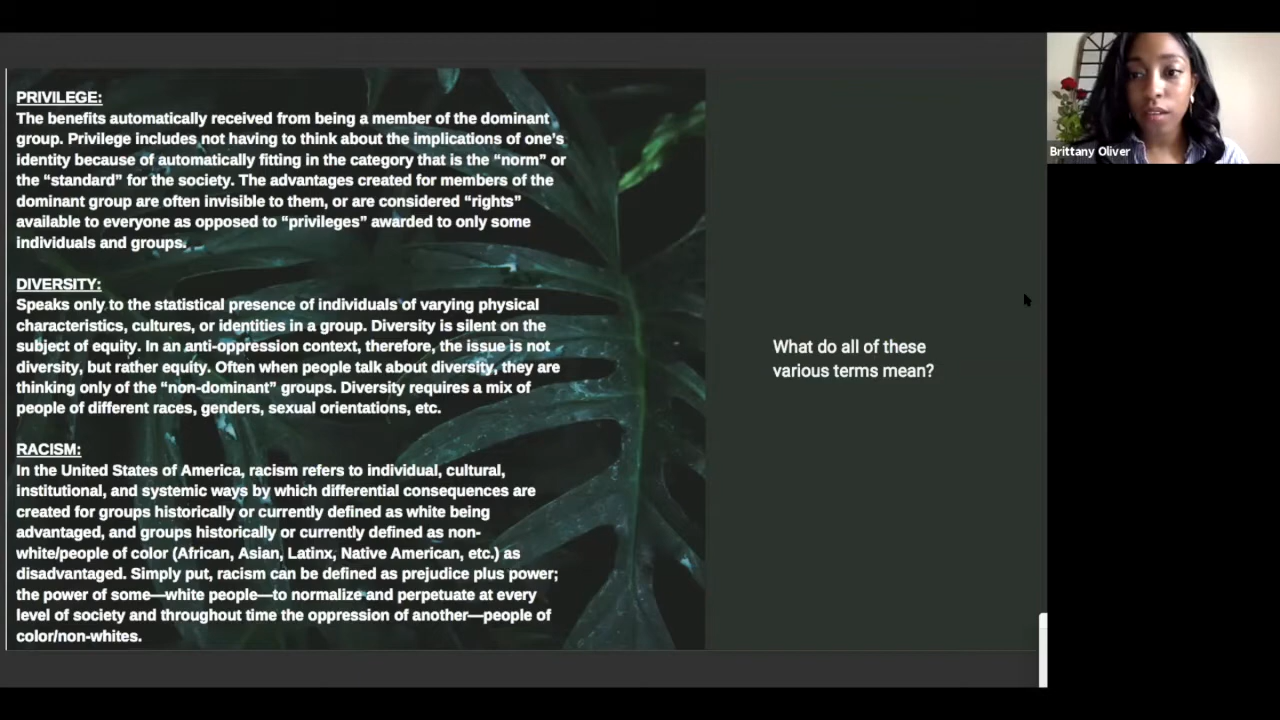 PRIVILEGE:
The benefits automatically received from being a member of the dominant
group. Privilege includes not having to think about the implications of one's
identity because of automatically fitting in the category that is the “norm” or
the “standard” for the society. The advantages created for members of the
dominant group are often invisible to them, or are considered “rights”
available to everyone as opposed to “privileges” awarded to only some
individuals and groups.
DIVERSITY:
Speaks only to the statistical presence of individuals of varying physical
characteristics, cultures, or identities in a group. Diversity is silent on the
subject of equity. In an anti-oppression context, therefore, the issue is not
diversity, but rather equity. Often when people talk about diversity, they are
thinking only of the “non-dominant” groups. Diversity requires a mix of
people of different races, genders, sexual orientations, etc.
RACISM:
In the United States of America, racism refers to individual, cultural,
institutional, and systemic ways by which differential consequences are
created for groups historically or currently defined as white being
advantaged, and groups historically or currently defined as non-
white/people of color (African, Asian, Latinx, Native American, etc.) as
disadvantaged. Simply put, racism can be defined as prejudice plus power;
the power of some—white people—to normalize and perpetuate at every
level of society and throughout time the oppression of another—people of
color/non-whites.
What do all of these
various terms mean?
Brittany Oliver